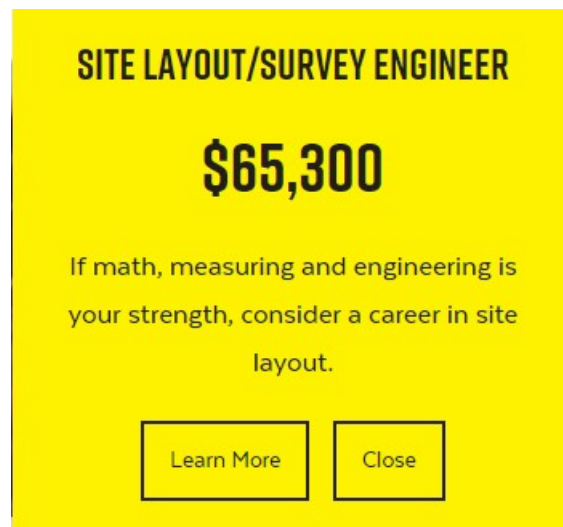 SITE LAYOUT/SURVEY ENGINEER
$65,300
If math, measuring and engineering is
your strength, consider a career in site
layout.
Learn More
Close